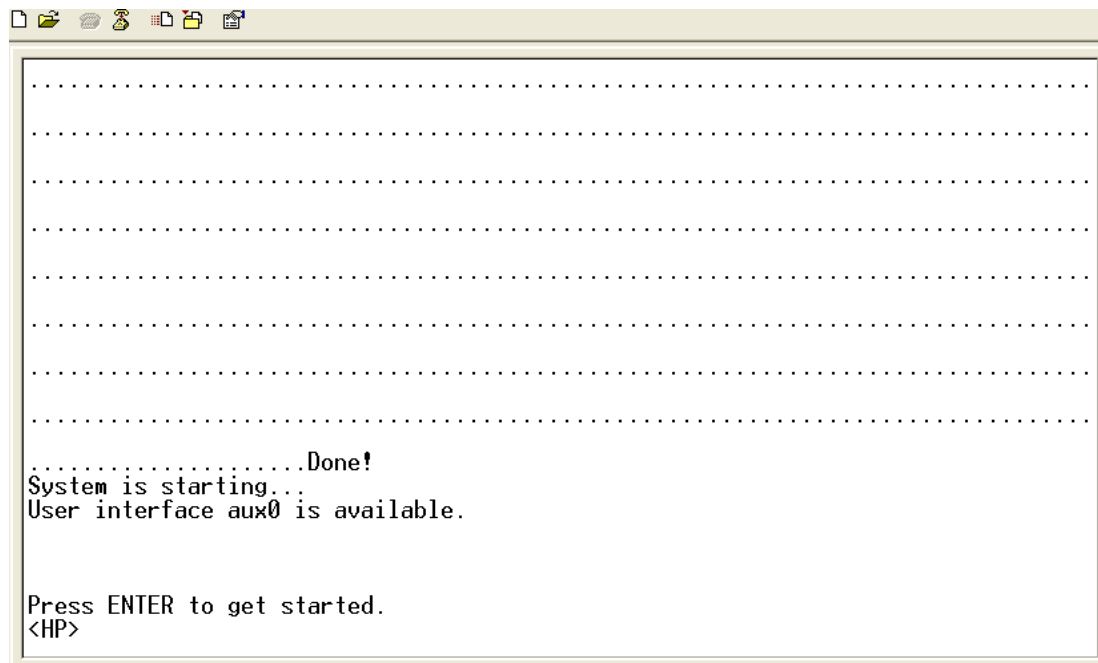 ................................................................................
................................................................................
................................................................................
................................................................................
................................................................................
................................................................................
................................................................................
................................................................................
.....................Done!
System is starting...
User interface aux0 is available.
Press ENTER to get started.
<HP>